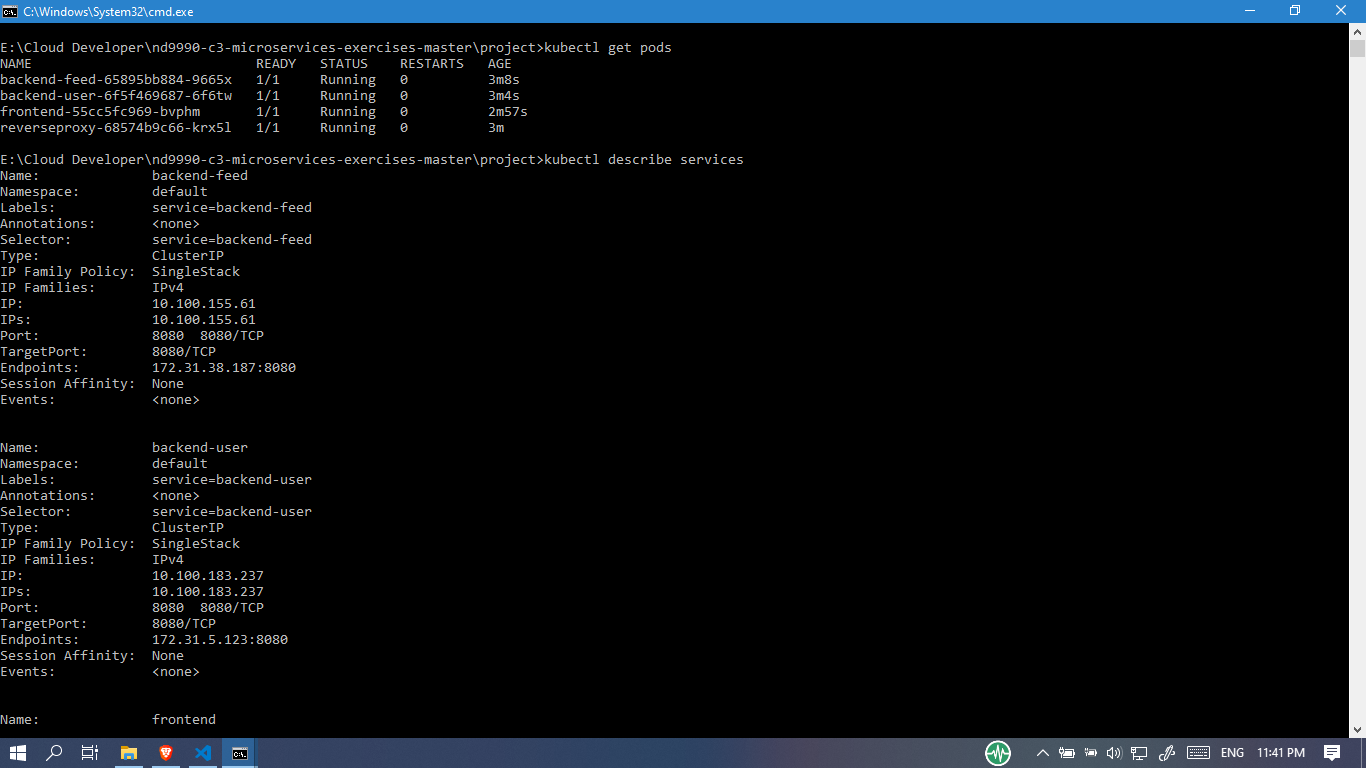 C:\Windows\System32\cmd.exe
E:\Cloud Developer\nd9990-c3-microservices-exercises-master\project>kubectl get pods
NAME                            READY   STATUS    RESTARTS   AGE
backend-feed-65895bb884-9665x   1/1     Running   0          3m8s
backend-user-6f5f469687-6f6tw   1/1     Running   0          3m4s
frontend-55cc5fc969-bvphm       1/1     Running   0          2m57s
reverseproxy-68574b9c66-krx5l   1/1     Running   0          3m
E:\Cloud Developer\nd9990-c3-microservices-exercises-master\project>kubectl describe services
Name:              backend-feed
Namespace:         default
Labels:            service=backend-feed
Annotations:       <none>
Selector:          service=backend-feed
Type:              ClusterIP
IP Family Policy:  SingleStack
IP Families:       IPv4
IP:                10.100.155.61
IPs:               10.100.155.61
Port:              8080  8080/TCP
TargetPort:        8080/TCP
Endpoints:         172.31.38.187:8080
Session Affinity:  None
Events:            <none>
Name:              backend-user
Namespace:         default
Labels:            service=backend-user
Annotations:       <none>
Selector:          service=backend-user
Type:              ClusterIP
IP Family Policy:  SingleStack
IP Families:       IPv4
IP:                10.100.183.237
IPs:               10.100.183.237
Port:              8080  8080/TCP
TargetPort:        8080/TCP
Endpoints:         172.31.5.123:8080
Session Affinity:  None
Events:            <none>
Name:              frontend
ENG 11:41 PM